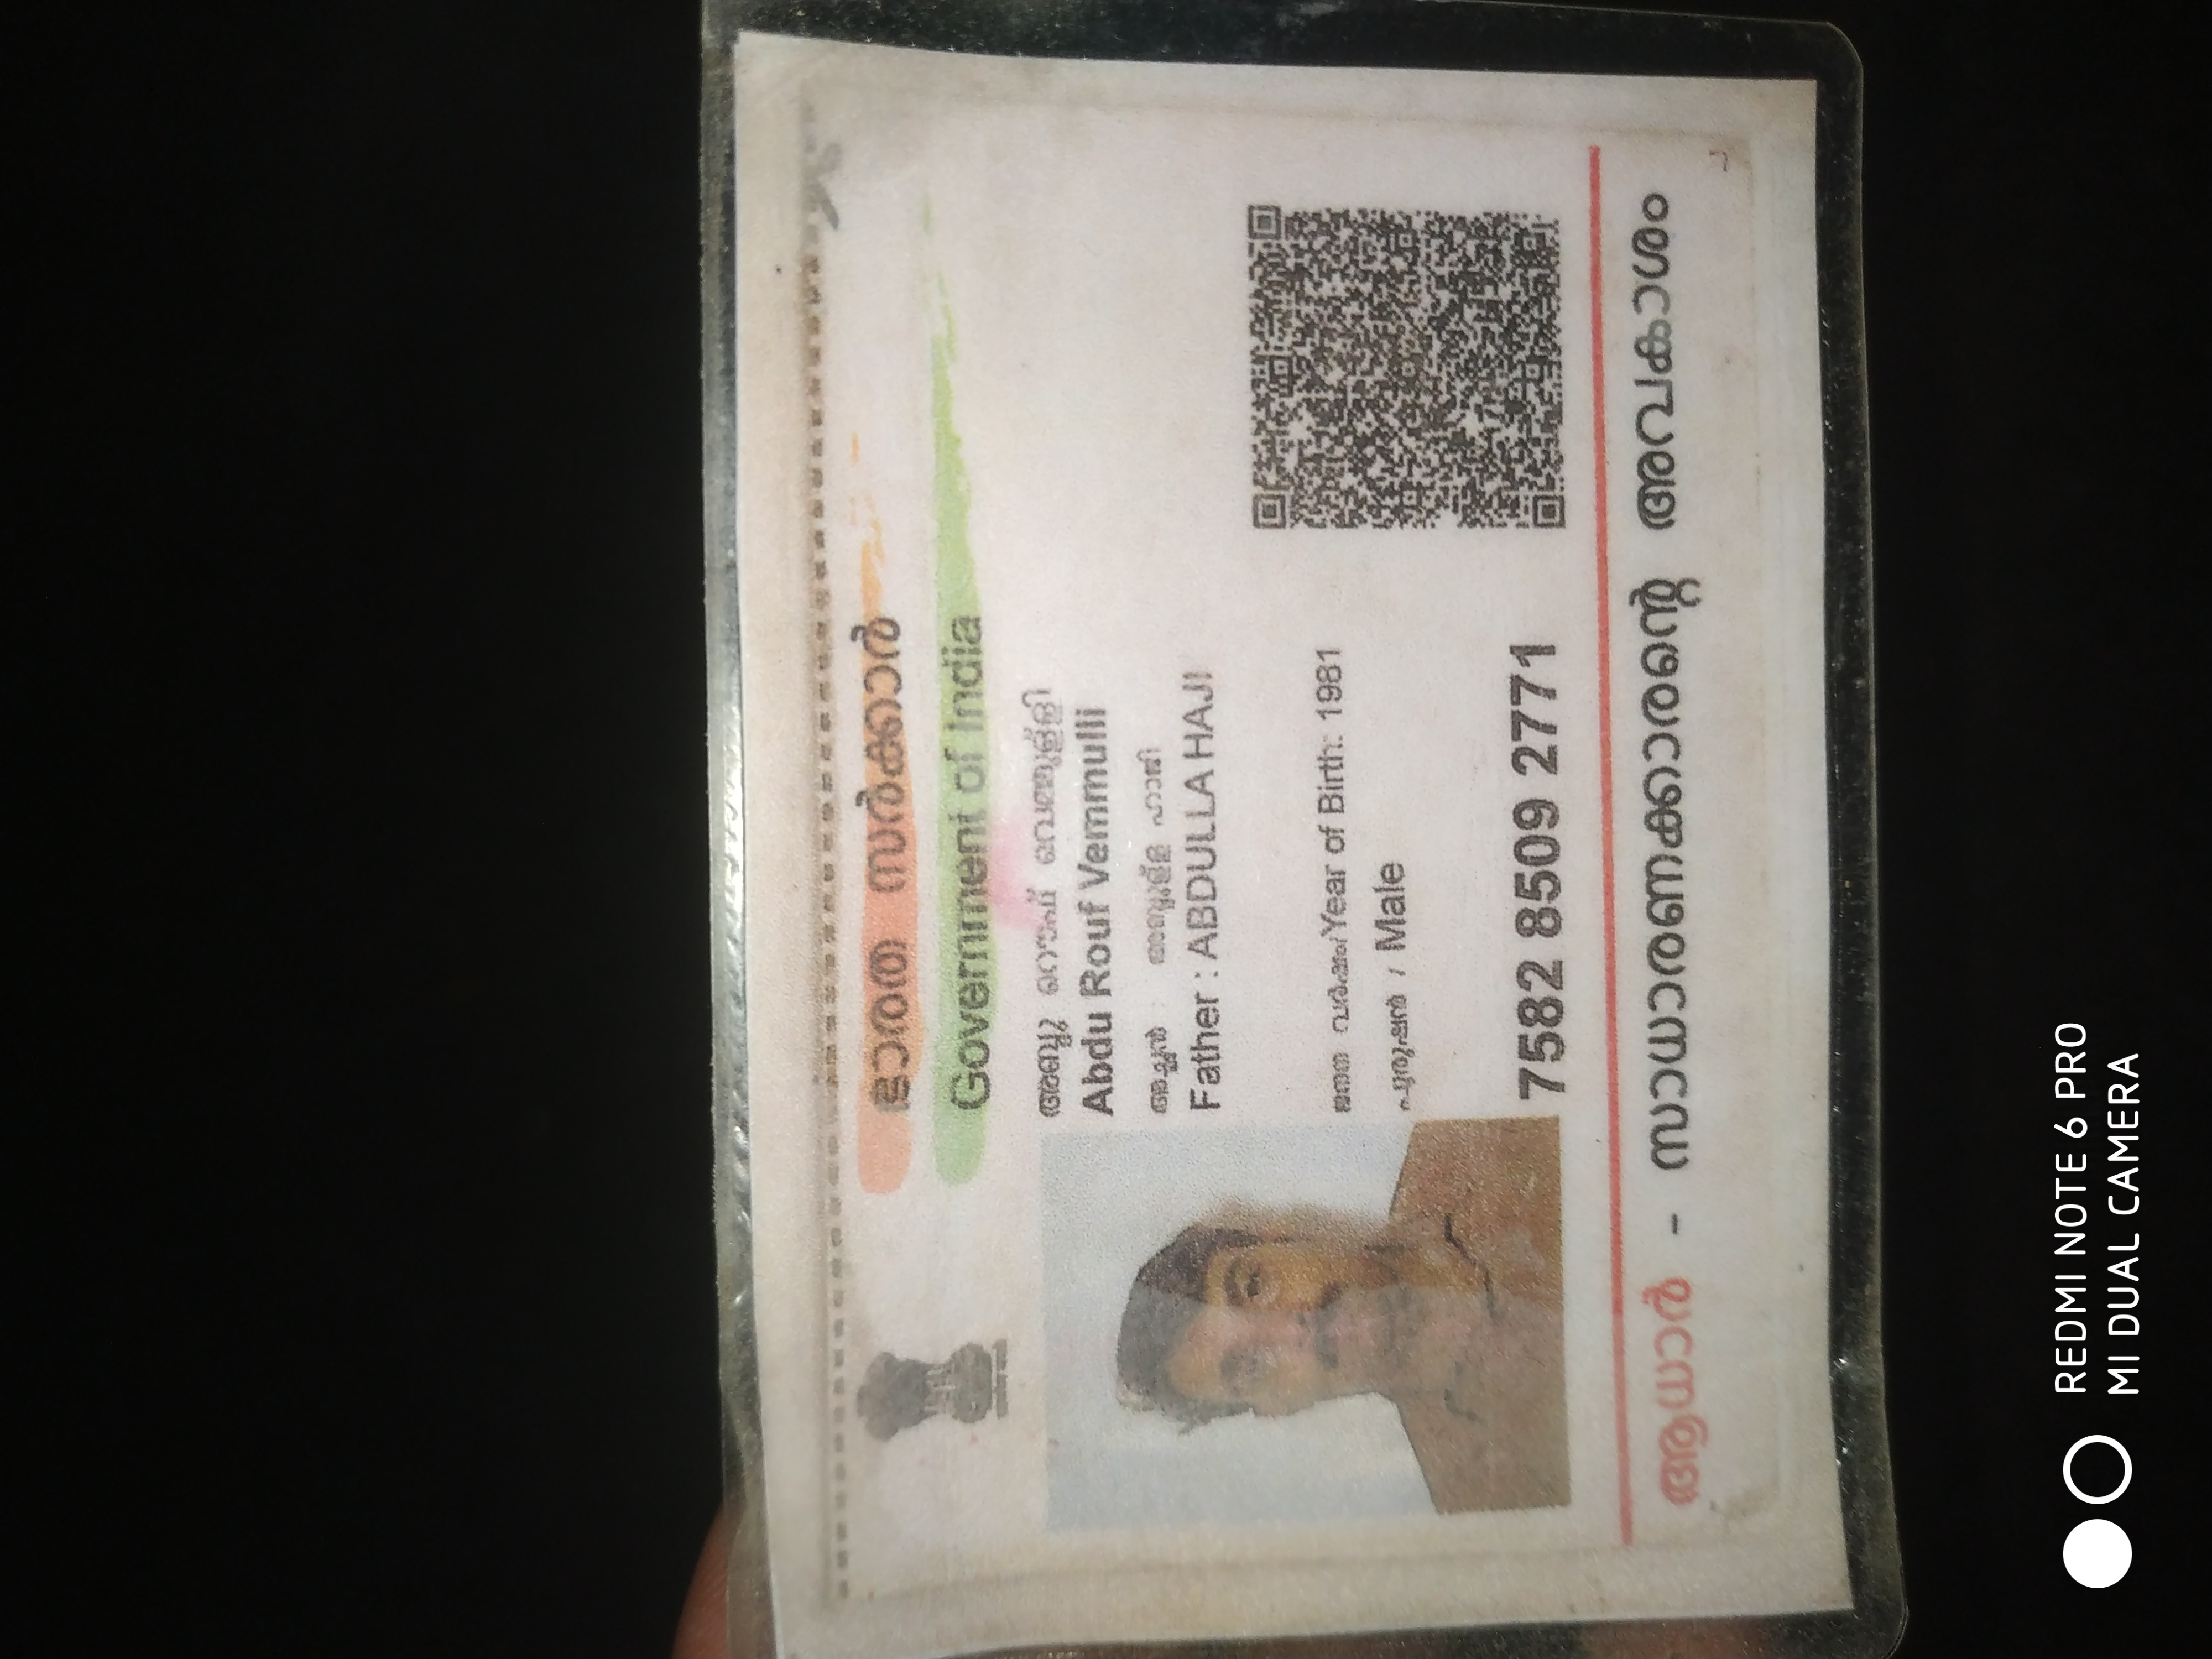 ഭാരത സർക്കാർ
Government of India
അബ്ദു റൌഫ് വെമ്മുള്ളി
Abdu Rouf Vemmulli
അച്ഛൻ : അബ്ദുള്ള ഹാജി
Father : ABDULLA HAJI
ജനന വർഷം/Year of Birth: 1981
പുരുഷൻ / Male
7582 8509 2771
ആധാർ - സാധാരണക്കാരന്റെ അവകാശം
REDMI NOTE 6 PRO
MI DUAL CAMERA